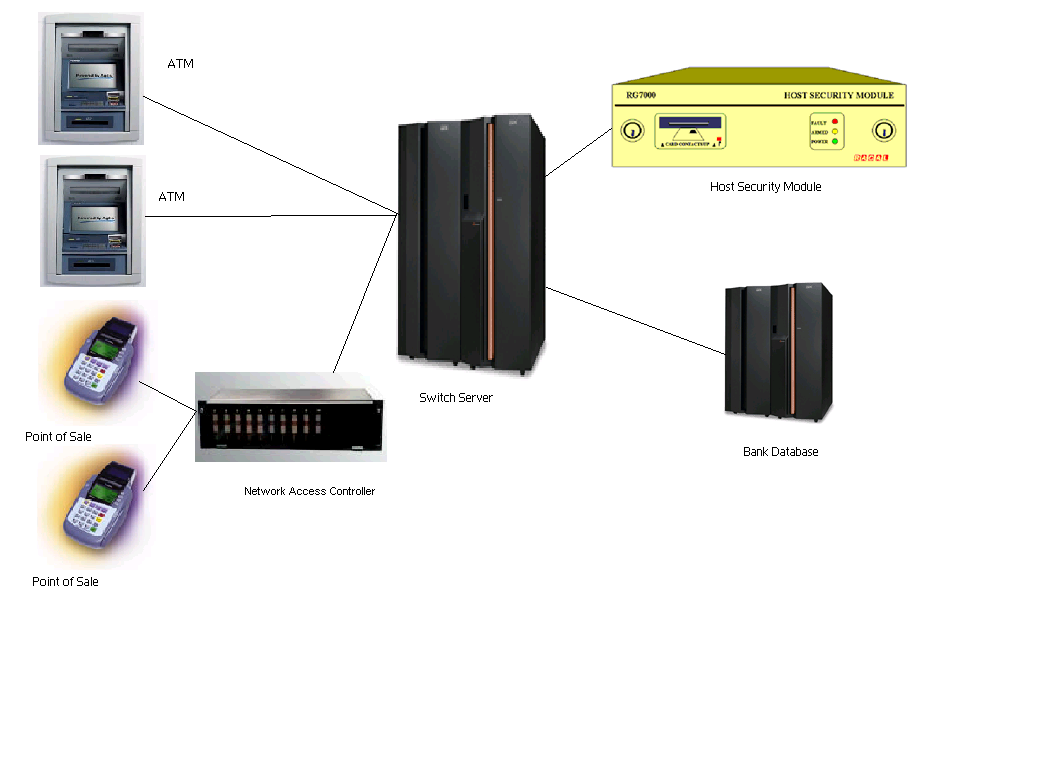 ATM
ATM
Point of Sale
Point of Sale
Network Access Controller
Switch Server
RG7000 HOST SECURITY MODULE
FAULT
ARMED
POWER
RACAL
Host Security Module
Bank Database